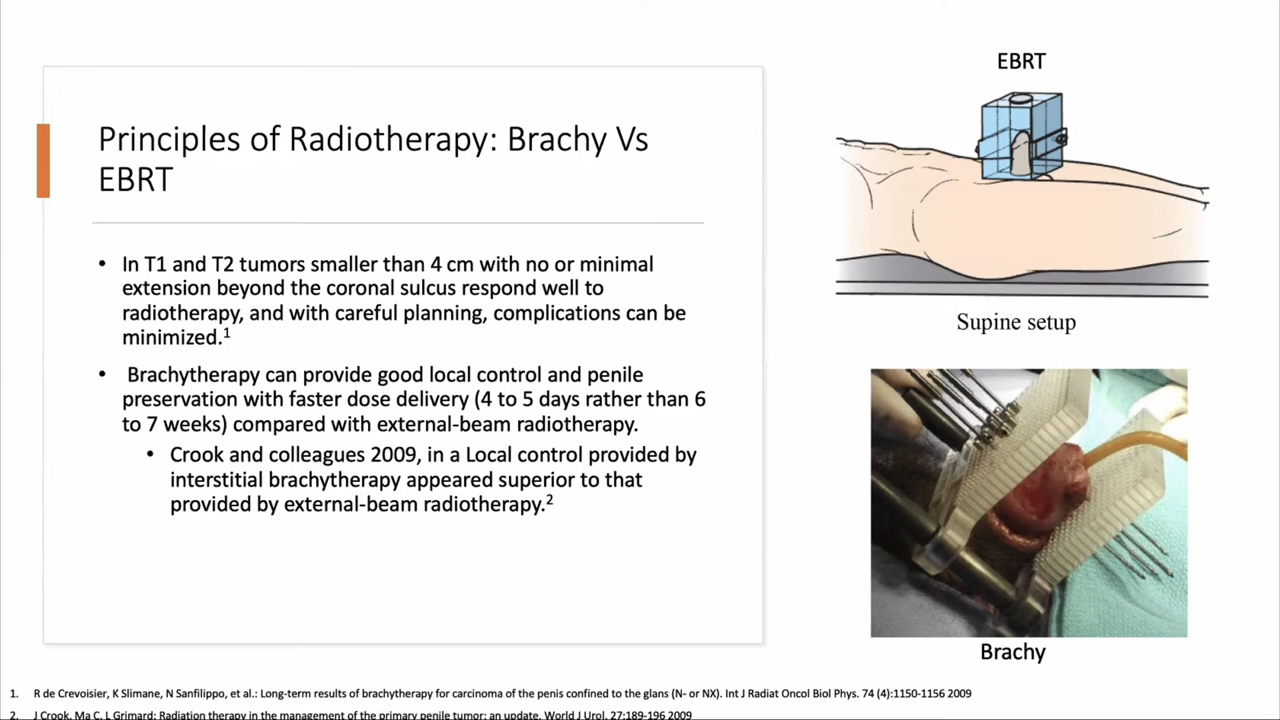 Principles of Radiotherapy: Brachy Vs
EBRT
• In T1 and T2 tumors smaller than 4 cm with no or minimal
extension beyond the coronal sulcus respond well to
radiotherapy, and with careful planning, complications can be
minimized.1
• Brachytherapy can provide good local control and penile
preservation with faster dose delivery (4 to 5 days rather than 6
to 7 weeks) compared with external-beam radiotherapy.
• Crook and colleagues 2009, in a Local control provided by
interstitial brachytherapy appeared superior to that
provided by external-beam radiotherapy.2
EBRT
Supine setup
Brachy
1. R de Crevoisier, K Slimane, N Sanfilippo, et al.: Long-term results of brachytherapy for carcinoma of the penis confined to the glans (N- or NX). Int J Radiat Oncol Biol Phys. 74 (4):1150-1156 2009
2. J Crook, Ma C, L Grimard: Radiation therapy in the management of the primary penile tumor: an update. World J Urol. 27:189-196 2009